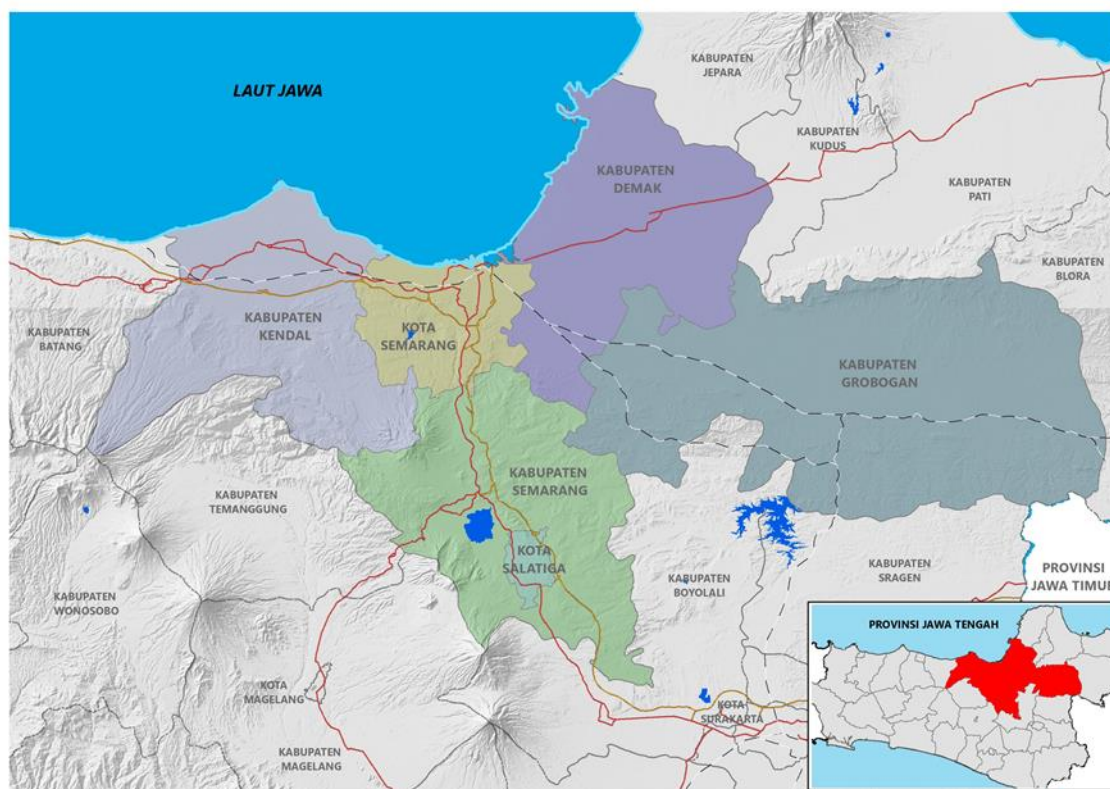 LAUT JAWA
KABUPATEN
JEPARA
KABUPATEN
KUDUS
KABUPATEN
DEMAK
KABUPATEN
PATI
KABUPATEN
BLORA
KABUPATEN
BATANG
KABUPATEN
KENDAL
KOTA
SEMARANG
KABUPATEN
GROBOGAN
KABUPATEN
SEMARANG
KABUPATEN
TEMANGGUNG
KOTA
SALATIGA
KABUPATEN
BOYOLALI
KABUPATEN
SRAGEN
PROVINSI
JAWA TIMUR
KABUPATEN
WONOSOBO
KOTA
MAGELANG
KABUPATEN
MAGELANG
KOTA
SURAKARTA
PROVINSI JAWA TENGAH